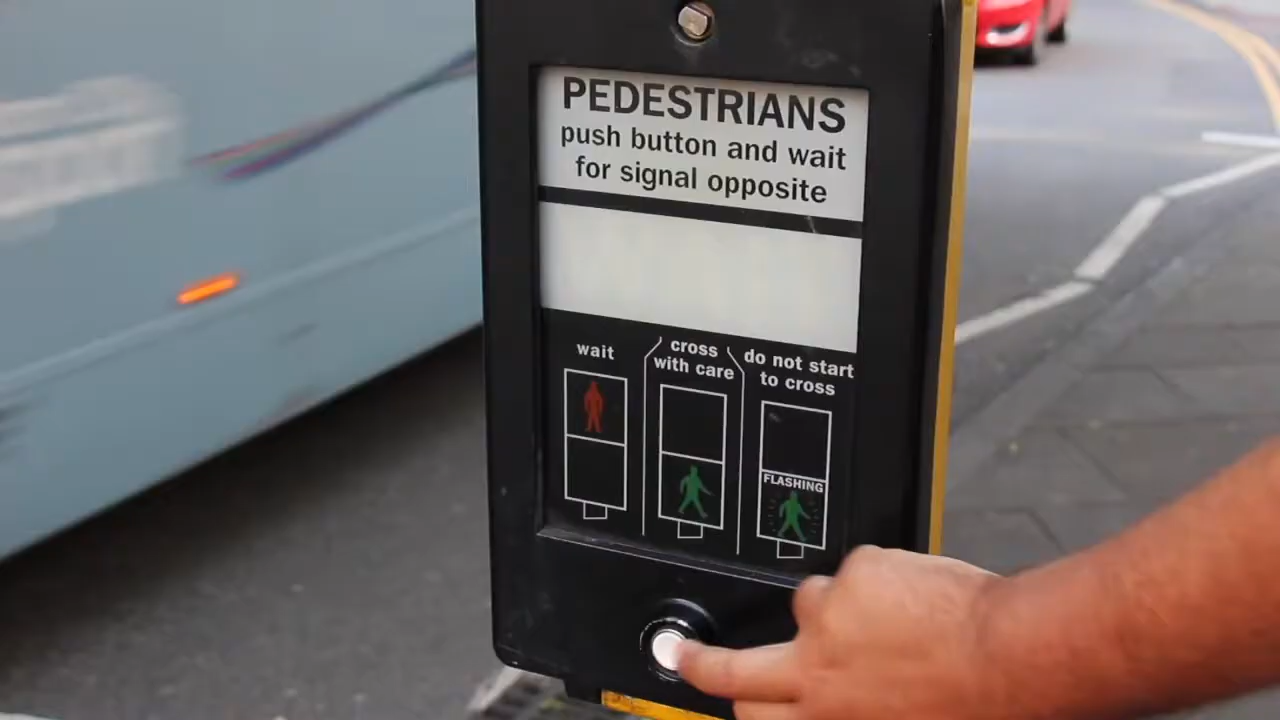 PEDESTRIANS
push button and wait
for signal opposite
wait
cross
with care
do not start
to cross
FLASHING